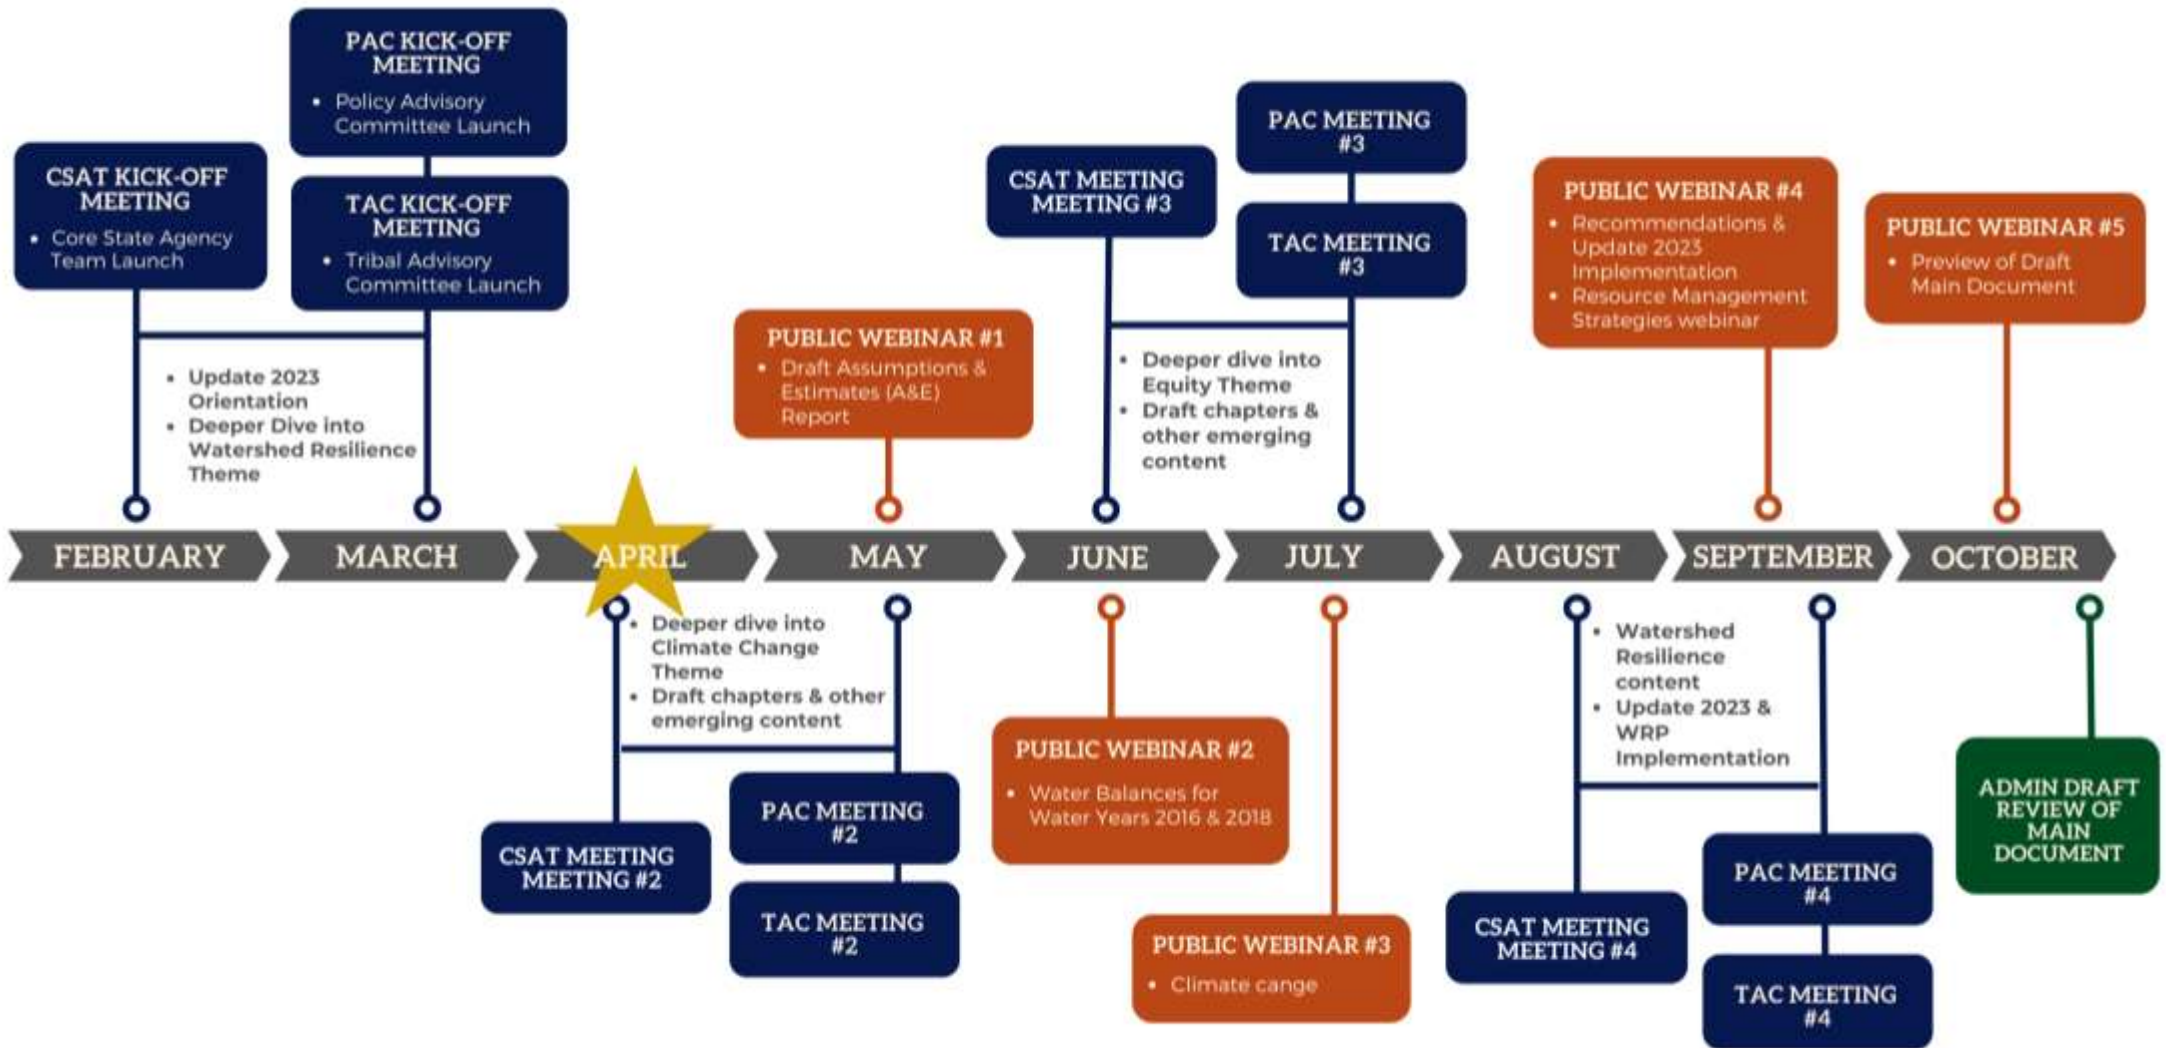 PAC KICK-OFF
MEETING
• Policy Advisory
Committee Launch
CSAT KICK-OFF
MEETING
• Core State Agency
Team Launch
TAC KICK-OFF
MEETING
• Tribal Advisory
Committee Launch
• Update 2023
Orientation
• Deeper Dive into
Watershed Resilience
Theme
PUBLIC WEBINAR #1
• Draft Assumptions &
Estimates (A&E)
Report
CSAT MEETING
MEETING #3
PAC MEETING
#3
TAC MEETING
#3
• Deeper dive into
Equity Theme
• Draft chapters &
other emerging
content
PUBLIC WEBINAR #4
• Recommendations &
Update 2023
Implementation
• Resource Management
Strategies webinar
PUBLIC WEBINAR #5
• Preview of Draft
Main Document
FEBRUARY
MARCH
APRIL
MAY
JUNE
JULY
AUGUST
SEPTEMBER
OCTOBER
• Deeper dive into
Climate Change
Theme
• Draft chapters & other
emerging content
CSAT MEETING
MEETING #2
PAC MEETING
#2
TAC MEETING
#2
PUBLIC WEBINAR #2
• Water Balances for
Water Years 2016 & 2018
PUBLIC WEBINAR #3
• Climate cange
• Watershed
Resilience
content
• Update 2023 &
WRP
Implementation
CSAT MEETING
MEETING #4
PAC MEETING
#4
TAC MEETING
#4
ADMIN DRAFT
REVIEW OF
MAIN
DOCUMENT